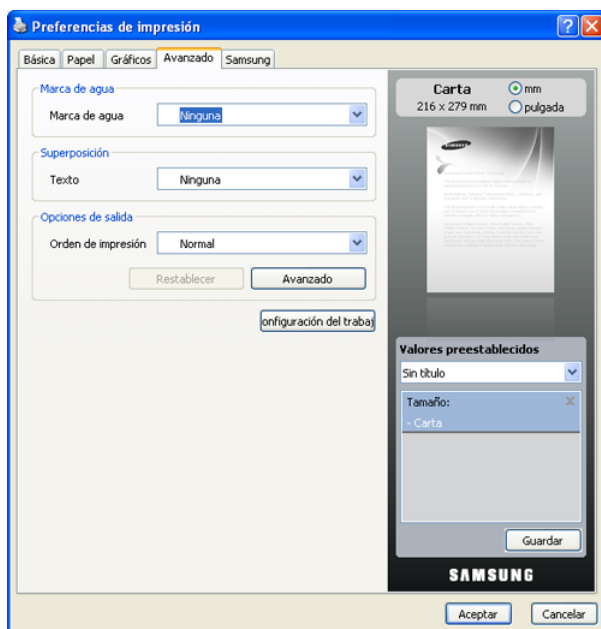 Preferencias de impresión
Básica Papel Gráficos Avanzado Samsung
Marca de agua
Marca de agua Ninguna
Superposición
Texto Ninguna
Opciones de salida
Orden de impresión Normal
Restablecer Avanzado
onfiguración del trabaj
Carta mm
216 x 279 mm pulgada
SAMSUNG
Valores preestablecidos
Sin título
Tamaño:
- Carta
Guardar
SAMSUNG
Aceptar Cancelar